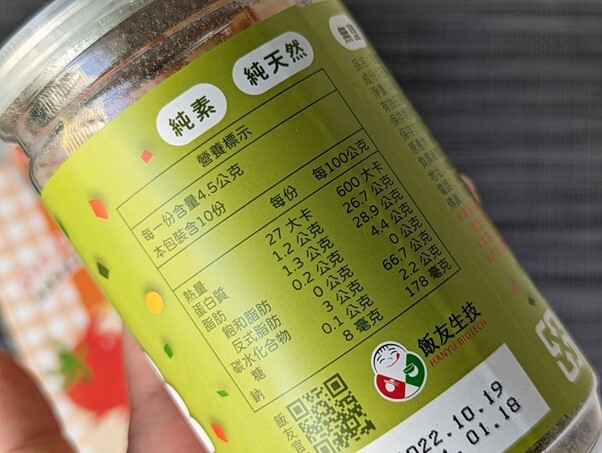 純素 純天然
營養標示
每一份含量4.5公克
本包裝含10份
每份 每100公克
熱量 27 大卡 600 大卡
蛋白質 1.2 公克 26.7 公克
脂肪 1.3 公克 28.9 公克
飽和脂肪 0.2 公克 4.4 公克
反式脂肪 0 公克 0 公克
碳水化合物 3 公克 66.7 公克
糖 0.1 公克 2.2 公克
鈉 8 毫克 178 毫克
飯友生技
HANYU BIOTECH
飯友官
2022.10.19
.01.18